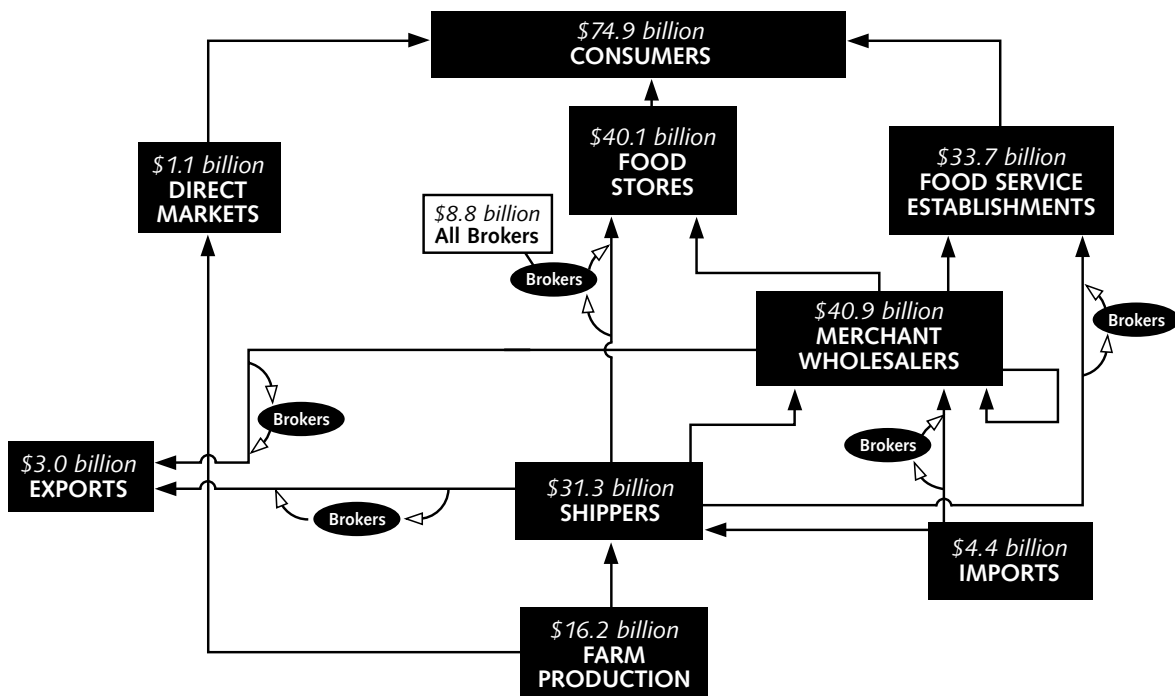 $74.9 billion
CONSUMERS
$1.1 billion
DIRECT
MARKETS
$40.1 billion
FOOD
STORES
$33.7 billion
FOOD SERVICE
ESTABLISHMENTS
$8.8 billion
All Brokers
Brokers
$40.9 billion
MERCHANT
WHOLESALERS
Brokers
Brokers
Brokers
$3.0 billion
EXPORTS
Brokers
$31.3 billion
SHIPPERS
$4.4 billion
IMPORTS
$16.2 billion
FARM
PRODUCTION